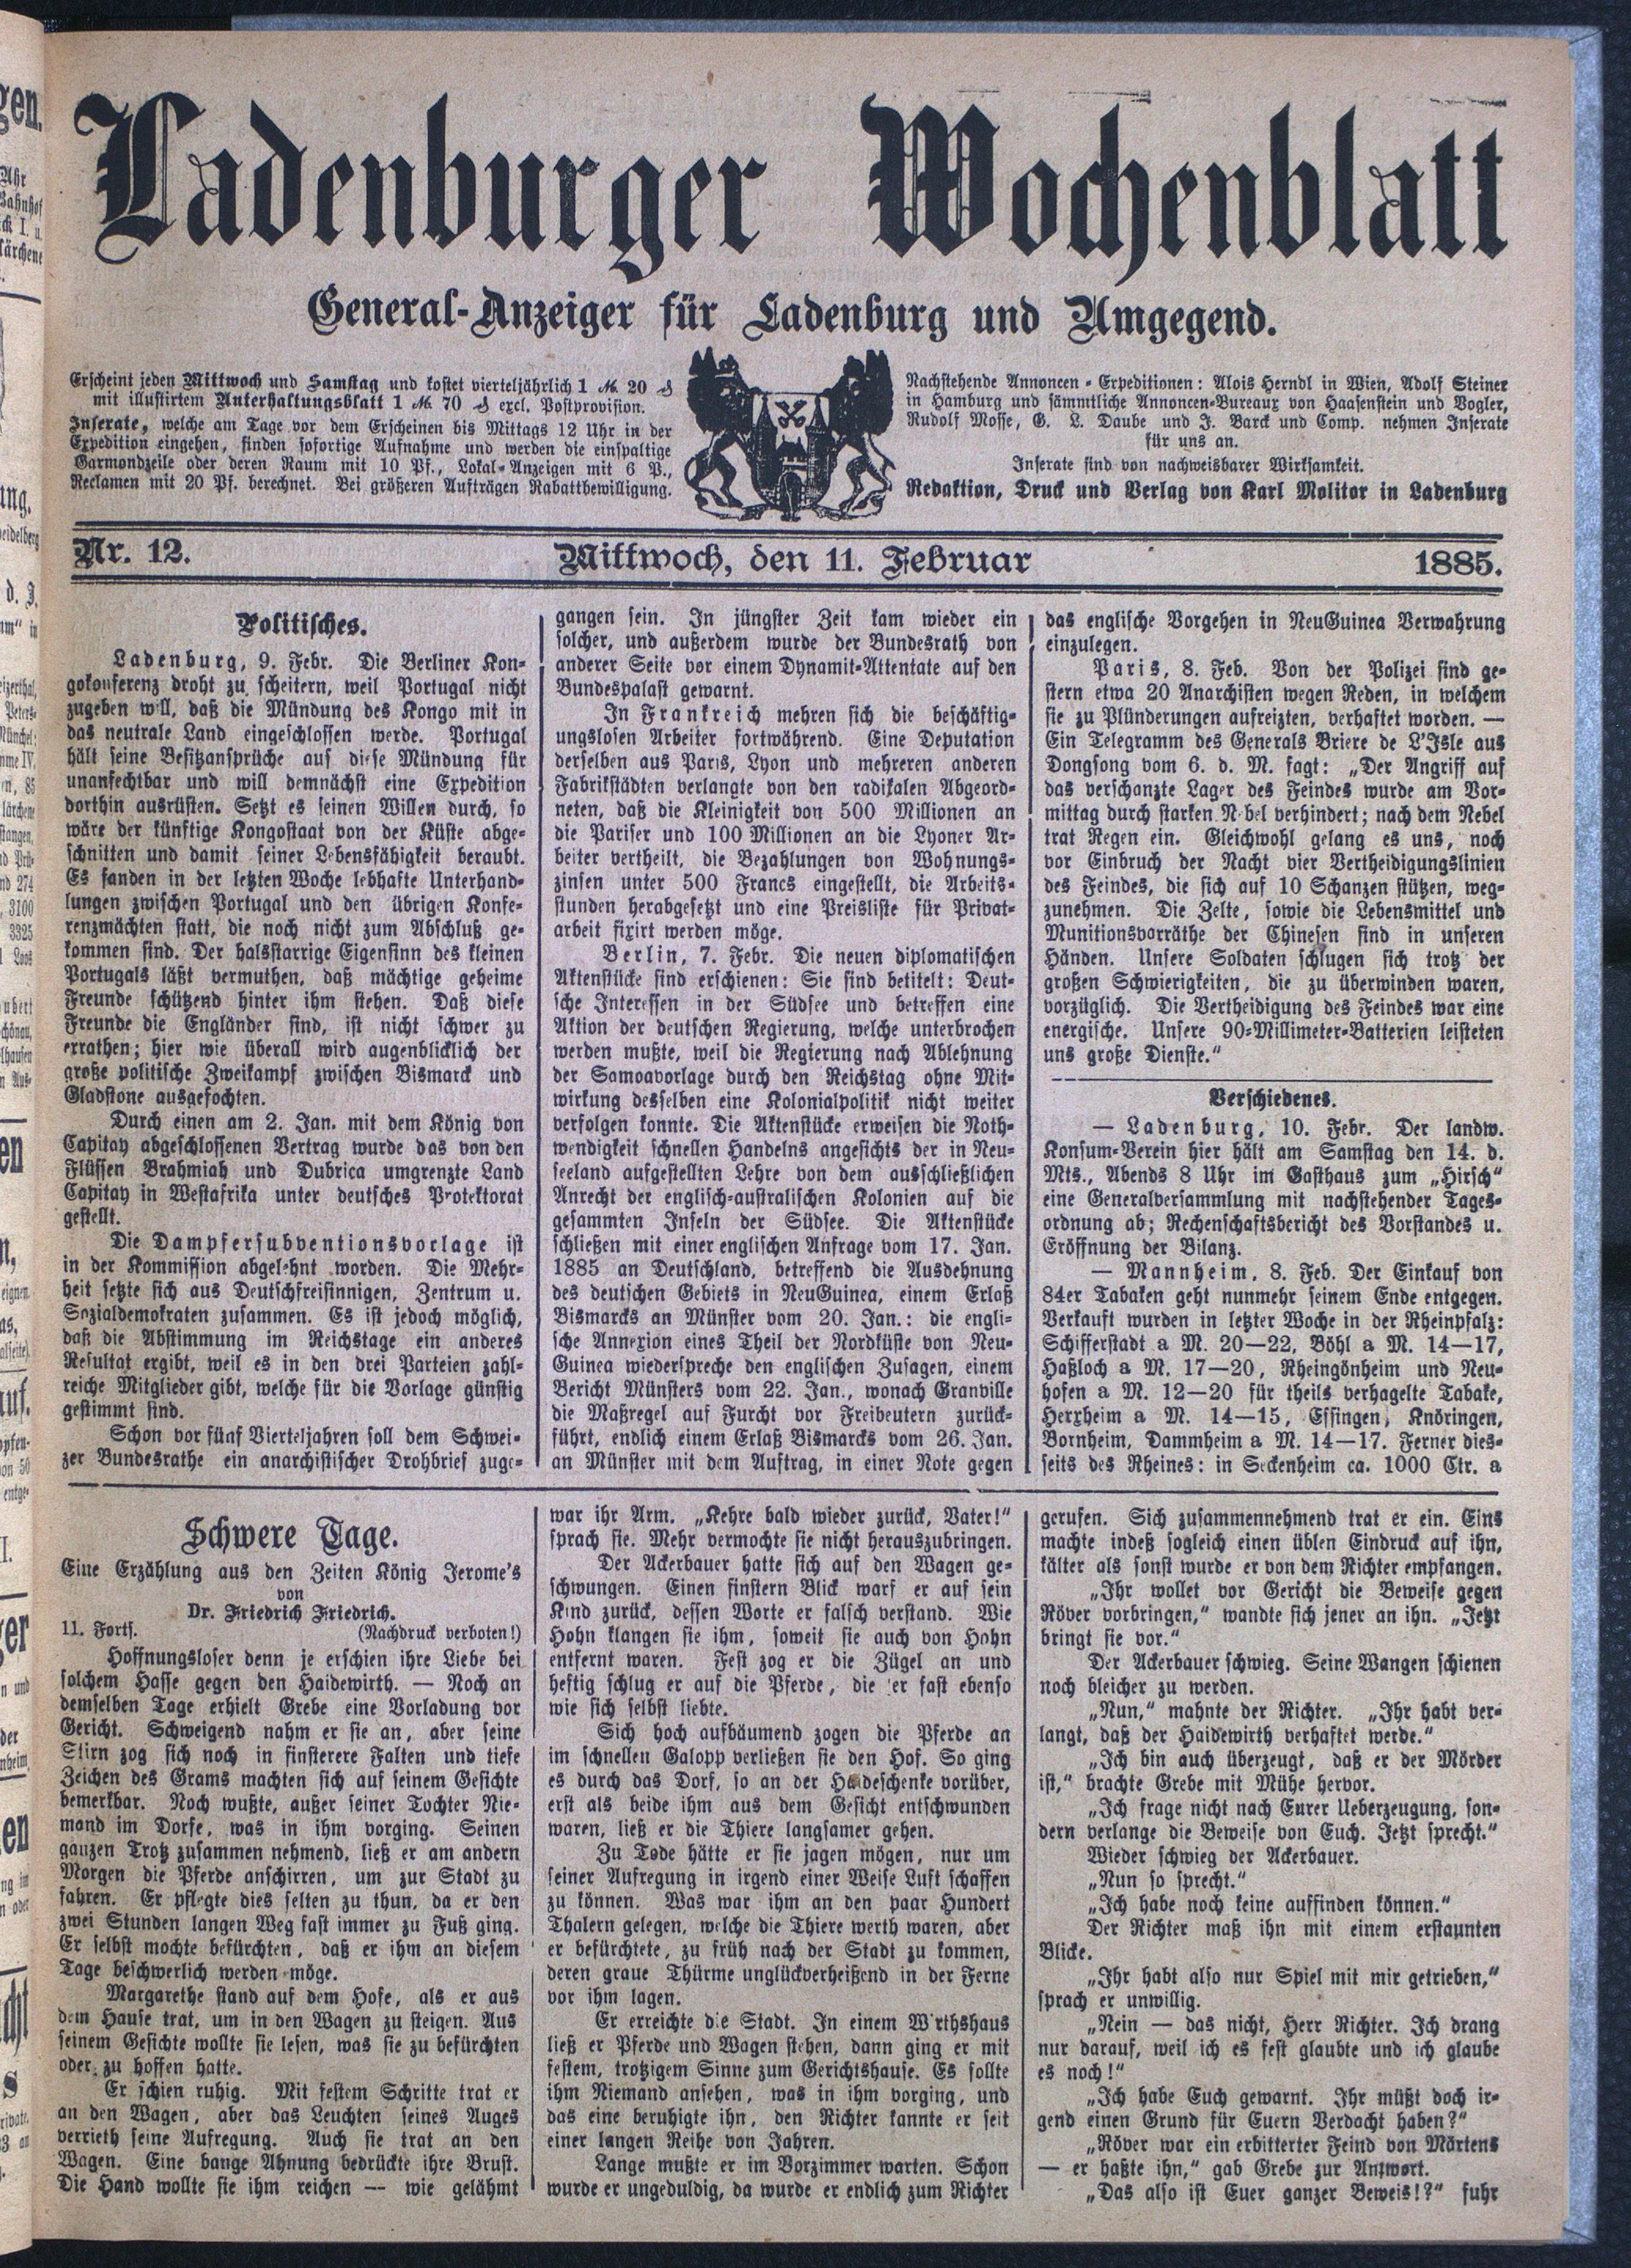 Ladenburger Wochenblatt
General-Anzeiger für Ladenburg und Umgegend.
Erscheint jeden Mittwoch und Samstag und kostet vierteljährlich 1 M. 20 ₰
mit illustirtem Unterhaltungsblatt 1 M. 70 ₰ excl. Postprovision.
Inserate, welche am Tage vor dem Erscheinen bis Mittags 12 Uhr in der
Expedition eingehen, finden sofortige Aufnahme und werden die einspaltige
Garmondzeile oder deren Raum mit 10 Pf., Lokal-Anzeigen mit 6 P.,
Reclamen mit 20 Pf. berechnet. Bei größeren Aufträgen Rabattbewilligung.
Nachstehende Annoncen-Expeditionen: Alois Herndl in Wien, Adolf Steiner
in Hamburg und sämmtliche Annoncen-Bureaux von Haasenstein und Vogler,
Rudolf Mosse, G. L. Daube und J. Barck und Comp. nehmen Inserate
für uns an.
Inserate sind von nachweisbarer Wirksamkeit.
Redaktion, Druck und Verlag von Karl Molitor in Ladenburg
Nr. 12. Mittwoch, den 11. Februar 1885.
Politisches.
Ladenburg, 9. Febr. Die Berliner Kon-
gokonferenz droht zu scheitern, weil Portugal nicht
zugeben will, daß die Mündung des Kongo mit in
das neutrale Land eingeschlossen werde. Portugal
hält seine Besitzansprüche auf diese Mündung für
unanfechtbar und will demnächst eine Expedition
dorthin ausrüsten. Setzt es seinen Willen durch, so
wäre der künftige Kongostaat von der Küste abge-
schnitten und damit seiner Lebensfähigkeit beraubt.
Es fanden in der letzten Woche lebhafte Unterhand-
lungen zwischen Portugal und den übrigen Konfe-
renzmächten statt, die noch nicht zum Abschluß ge-
kommen sind. Der halsstarrige Eigensinn des kleinen
Portugals läßt vermuthen, daß mächtige geheime
Freunde schützend hinter ihm stehen. Daß diese
Freunde die Engländer sind, ist nicht schwer zu
errathen; hier wie überall wird augenblicklich der
große politische Zweikampf zwischen Bismarck und
Gladstone ausgefochten.
Durch einen am 2. Jan. mit dem König von
Capitay abgeschlossenen Vertrag wurde das von den
Flüssen Brahmiah und Dubrica umgrenzte Land
Capitay in Westafrika unter deutsches Protektorat
gestellt.
Die Dampfersubventionsvorlage ist
in der Kommission abgelehnt worden. Die Mehr-
heit setzte sich aus Deutschfreisinnigen, Zentrum u.
Sozialdemokraten zusammen. Es ist jedoch möglich,
daß die Abstimmung im Reichstage ein anderes
Resultat ergibt, weil es in den drei Parteien zahl-
reiche Mitglieder gibt, welche für die Vorlage günstig
gestimmt sind.
Schon vor fünf Vierteljahren soll dem Schwei-
zer Bundesrathe ein anarchistischer Drohbrief zuge-
gangen sein. In jüngster Zeit kam wieder ein
solcher, und außerdem wurde der Bundesrath von
anderer Seite vor einem Dynamit-Attentate auf den
Bundespalast gewarnt.
In Frankreich mehren sich die beschäftig-
ungslosen Arbeiter fortwährend. Eine Deputation
derselben aus Paris, Lyon und mehreren anderen
Fabrikstädten verlangte von den radikalen Abgeord-
neten, daß die Kleinigkeit von 500 Millionen an
die Pariser und 100 Millionen an die Lyoner Ar-
beiter vertheilt, die Bezahlungen von Wohnungs-
zinsen unter 500 Francs eingestellt, die Arbeits-
stunden herabgesetzt und eine Preisliste für Privat-
arbeit fixirt werden möge.
Berlin, 7. Febr. Die neuen diplomatischen
Aktenstücke sind erschienen: Sie sind betitelt: Deut-
sche Interessen in der Südsee und betreffen eine
Aktion der deutschen Regierung, welche unterbrochen
werden mußte, weil die Regierung nach Ablehnung
der Samoavorlage durch den Reichstag ohne Mit-
wirkung desselben eine Kolonialpolitik nicht weiter
verfolgen konnte. Die Aktenstücke erweisen die Noth-
wendigkeit schnellen Handelns angesichts der in Neu-
seeland aufgestellten Lehre von dem ausschließlichen
Anrecht der englisch-australischen Kolonien auf die
gesammten Inseln der Südsee. Die Aktenstücke
schließen mit einer englischen Anfrage vom 17. Jan.
1885 an Deutschland, betreffend die Ausdehnung
des deutschen Gebiets in NeuGuinea, einem Erlaß
Bismarcks an Münster vom 20. Jan.: die engli-
sche Annexion eines Theil der Nordküste von Neu-
Guinea wiederspreche den englischen Zusagen, einem
Bericht Münsters vom 22. Jan., wonach Granville
die Maßregel auf Furcht vor Freibeutern zurück-
führt, endlich einem Erlaß Bismarcks vom 26. Jan.
an Münster mit dem Auftrag, in einer Note gegen
das englische Vorgehen in NeuGuinea Verwahrung
einzulegen.
Paris, 8. Feb. Von der Polizei sind ge-
stern etwa 20 Anarchisten wegen Reden, in welchem
sie zu Plünderungen aufreizten, verhaftet worden. —
Ein Telegramm des Generals Briere de L'Isle aus
Dongsong vom 6. d. M. sagt: „Der Angriff auf
das verschanzte Lager des Feindes wurde am Vor-
mittag durch starken Nebel verhindert; nach dem Nebel
trat Regen ein. Gleichwohl gelang es uns, noch
vor Einbruch der Nacht vier Vertheidigungslinien
des Feindes, die sich auf 10 Schanzen stützen, weg-
zunehmen. Die Zelte, sowie die Lebensmittel und
Munitionsvorräthe der Chinesen sind in unseren
Händen. Unsere Soldaten schlugen sich trotz der
großen Schwierigkeiten, die zu überwinden waren,
vorzüglich. Die Vertheidigung des Feindes war eine
energische. Unsere 90-Millimeter-Batterien leisteten
uns große Dienste."
Verschiedenes.
— Ladenburg, 10. Febr. Der landw.
Konsum-Verein hier hält am Samstag den 14. d.
Mts., Abends 8 Uhr im Gasthaus zum „Hirsch"
eine Generalversammlung mit nachstehender Tages-
ordnung ab; Rechenschaftsbericht des Vorstandes u.
Eröffnung der Bilanz.
— Mannheim, 8. Feb. Der Einkauf von
84er Tabaken geht nunmehr seinem Ende entgegen.
Verkauft wurden in letzter Woche in der Rheinpfalz:
Schifferstadt a M. 20—22, Böhl a M. 14—17,
Haßloch a M. 17—20, Rheingönheim und Neu-
hofen a M. 12—20 für theils verhagelte Tabake,
Herxheim a M. 14—15, Essingen, Knöringen,
Bornheim, Dammheim a M. 14—17. Ferner dies-
seits des Rheines: in Seckenheim ca. 1000 Ctr. a
Schwere Tage.
Eine Erzählung aus den Zeiten König Jerome's
von
Dr. Friedrich Friedrich.
11. Forts. (Nachdruck verboten!)
Hoffnungsloser denn je erschien ihre Liebe bei
solchem Hasse gegen den Haidewirth. — Noch an
demselben Tage erhielt Grebe eine Vorladung vor
Gericht. Schweigend nahm er sie an, aber seine
Stirn zog sich noch in finsterere Falten und tiefe
Zeichen des Grams machten sich auf seinem Gesichte
bemerkbar. Noch wußte, außer seiner Tochter Nie-
mand im Dorfe, was in ihm vorging. Seinen
ganzen Trotz zusammen nehmend, ließ er am andern
Morgen die Pferde anschirren, um zur Stadt zu
fahren. Er pflegte dies selten zu thun, da er den
zwei Stunden langen Weg fast immer zu Fuß ging.
Er selbst mochte befürchten, daß er ihm an diesem
Tage beschwerlich werden möge.
Margarethe stand auf dem Hofe, als er aus
dem Hause trat, um in den Wagen zu steigen. Aus
seinem Gesichte wollte sie lesen, was sie zu befürchten
oder zu hoffen hatte.
Er schien ruhig. Mit festem Schritte trat er
an den Wagen, aber das Leuchten seines Auges
verrieth seine Aufregung. Auch sie trat an den
Wagen. Eine bange Ahnung bedrückte ihre Brust.
Die Hand wollte sie ihm reichen — wie gelähmt
war ihr Arm. „Kehre bald wieder zurück, Vater!"
sprach sie. Mehr vermochte sie nicht herauszubringen.
Der Ackerbauer hatte sich auf den Wagen ge-
schwungen. Einen finstern Blick warf er auf sein
Kind zurück, dessen Worte er falsch verstand. Wie
Hohn klangen sie ihm, soweit sie auch von Hohn
entfernt waren. Fest zog er die Zügel an und
heftig schlug er auf die Pferde, die er fast ebenso
wie sich selbst liebte.
Sich hoch aufbäumend zogen die Pferde an
im schnellen Galopp verließen sie den Hof. So ging
es durch das Dorf, so an der Haideschenke vorüber,
erst als beide ihm aus dem Gesicht entschwunden
waren, ließ er die Thiere langsamer gehen.
Zu Tode hätte er sie jagen mögen, nur um
seiner Aufregung in irgend einer Weise Luft schaffen
zu können. Was war ihm an den paar Hundert
Thalern gelegen, welche die Thiere werth waren, aber
er befürchtete, zu früh nach der Stadt zu kommen,
deren graue Thürme unglückverheißend in der Ferne
vor ihm lagen.
Er erreichte die Stadt. In einem Wirthshaus
ließ er Pferde und Wagen stehen, dann ging er mit
festem, trotzigem Sinne zum Gerichtshause. Es sollte
ihm Niemand ansehen, was in ihm vorging, und
das eine beruhigte ihn, den Richter kannte er seit
einer langen Reihe von Jahren.
Lange mußte er im Vorzimmer warten. Schon
wurde er ungeduldig, da wurde er endlich zum Richter
gerufen. Sich zusammennehmend trat er ein. Eins
machte indeß sogleich einen üblen Eindruck auf ihn,
kälter als sonst wurde er von dem Richter empfangen.
„Ihr wollet vor Gericht die Beweise gegen
Röver vorbringen," wandte sich jener an ihn. „Jetzt
bringt sie vor."
Der Ackerbauer schwieg. Seine Wangen schienen
noch bleicher zu werden.
„Nun," mahnte der Richter. „Ihr habt ver-
langt, daß der Haidewirth verhaftet werde."
„Ich bin auch überzeugt, daß er der Mörder
ist," brachte Grebe mit Mühe hervor.
„Ich frage nicht nach Eurer Ueberzeugung, son-
dern verlange die Beweise von Euch. Jetzt sprecht."
Wieder schwieg der Ackerbauer.
„Nun so sprecht."
„Ich habe noch keine auffinden können."
Der Richter maß ihn mit einem erstaunten
Blicke.
„Ihr habt also nur Spiel mit mir getrieben,"
sprach er unwillig.
„Nein — das nicht, Herr Richter. Ich drang
nur darauf, weil ich es fest glaubte und ich glaube
es noch!"
„Ich habe Euch gewarnt. Ihr müßt doch ir-
gend einen Grund für Euern Verdacht haben?"
„Röver war ein erbitterter Feind von Märtens
— er haßte ihn," gab Grebe zur Antwort.
„Das also ist Euer ganzer Beweis!?" fuhr